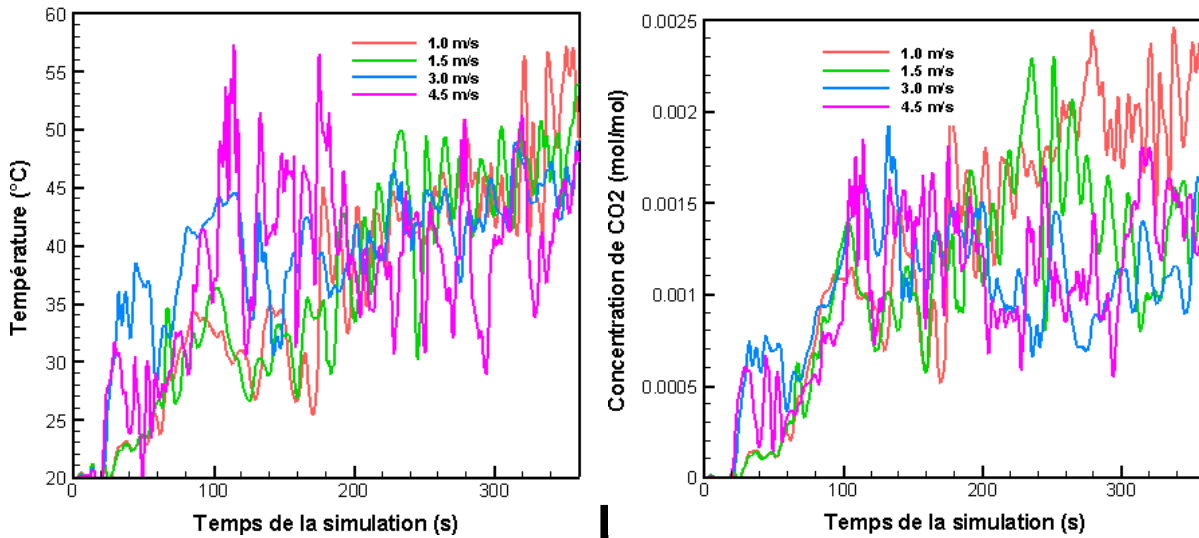 60
55
50
45
40
35
30
25
20
Température (°C)
1.0 m/s
1.5 m/s
3.0 m/s
4.5 m/s
0
100
200
300
Temps de la simulation (s)
0.0025
0.002
0.0015
0.001
0.0005
0
Concentration de CO2 (mol/mol)
1.0 m/s
1.5 m/s
3.0 m/s
4.5 m/s
0
100
200
300
Temps de la simulation (s)